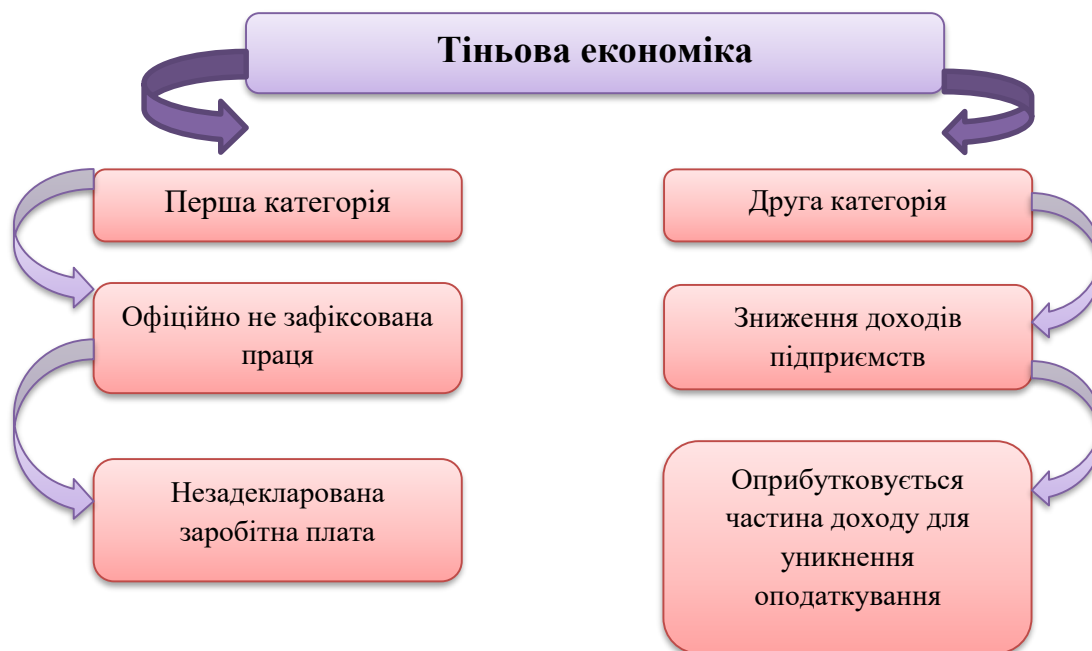 Тіньова економіка
Перша категорія
Друга категорія
Офіційно не зафіксована
праця
Зниження доходів
підприємств
Незадекларована
заробітна плата
Оприбутковується
частина доходу для
уникнення
оподаткування